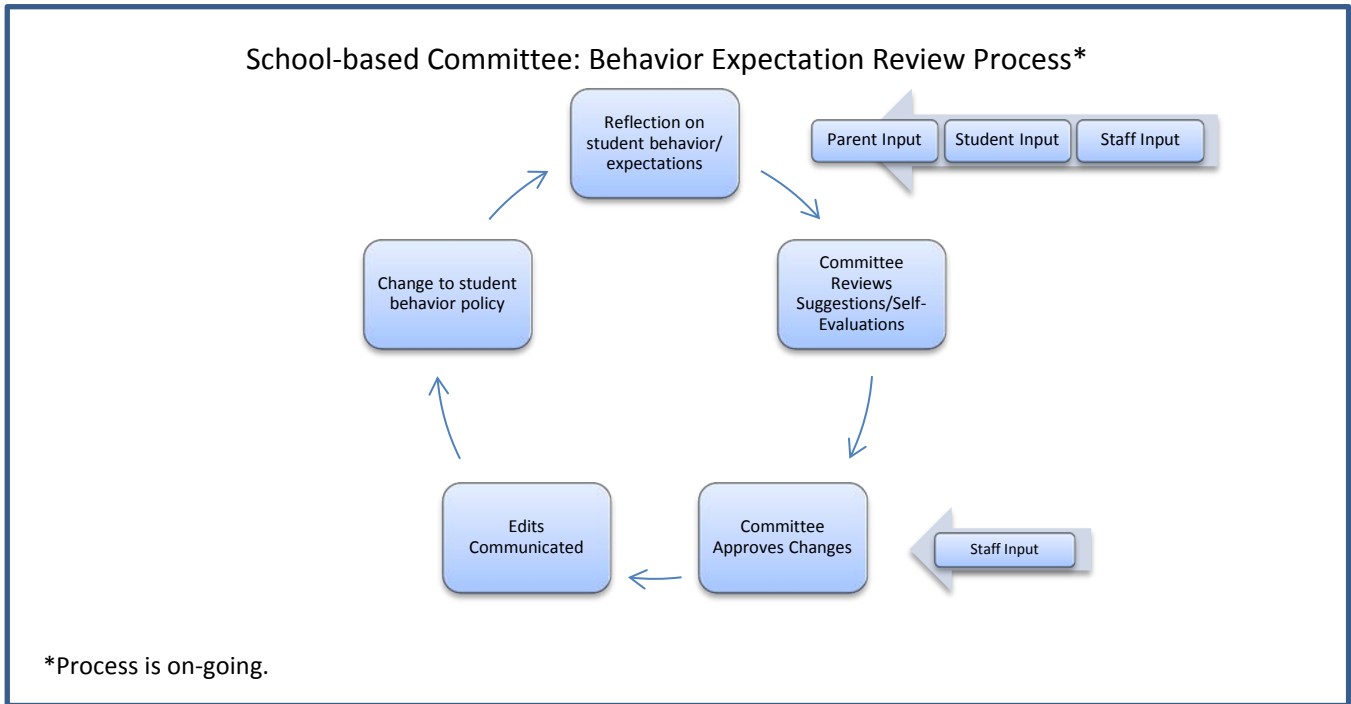 School-based Committee: Behavior Expectation Review Process*
Reflection on
student behavior/
expectations
Parent Input
Student Input
Staff Input
Committee
Reviews
Suggestions/Self-
Evaluations
Change to student
behavior policy
Committee
Approves Changes
Staff Input
Edits
Communicated
*Process is on-going.